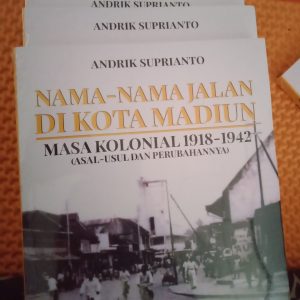 ANDRIK SUPRIANTO
ANDRIK SUPRIANTO
ANDRIK SUPRIANTO
NAMA-NAMA JALAN
DI KOTA MADIUN
MASA KOLONIAL 1918-1942
(ASAL-USUL DAN PERUBAHANNYA)